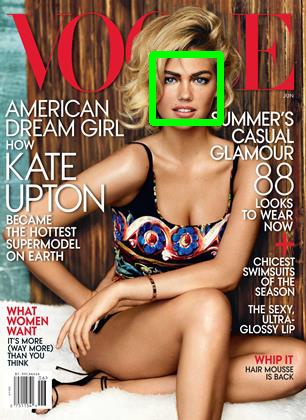 VOGUE
JUN
AMERICAN
DREAM GIRL
HOW
KATE
UPTON
BECAME
THE HOTTEST
SUPERMODEL
ON EARTH
SUMMER'S
CASUAL
GLAMOUR
88
LOOKS
TO WEAR
NOW
+
CHICEST
SWIMSUITS
OF THE
SEASON
THE SEXY,
ULTRA-
GLOSSY LIP
WHAT
WOMEN
WANT
IT'S MORE
(WAY MORE)
THAN YOU
THINK
WHIP IT
HAIR MOUSSE
IS BACK